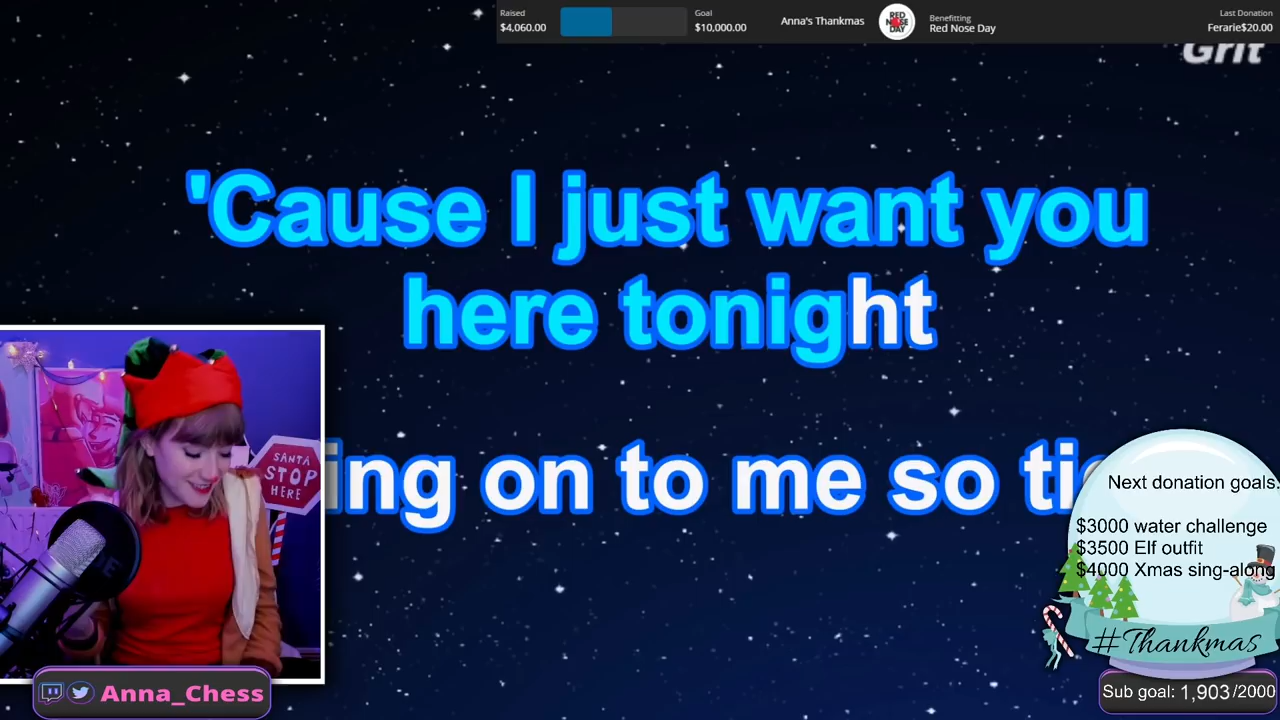 Raised
$4,060.00
Goal
$10,000.00
Anna's Thankmas
RED
NOSE
DAY
Benefitting
Red Nose Day
Last Donation
Ferarie$20.00
Grit
'Cause I just want you
here tonight
ing on to me so ti
SANTA
STOP
HERE
Next donation goals.
$3000 water challenge
$3500 Elf outfit
$4000 Xmas sing-along
#Thankmas
Anna_Chess
Sub goal: 1,903/2000